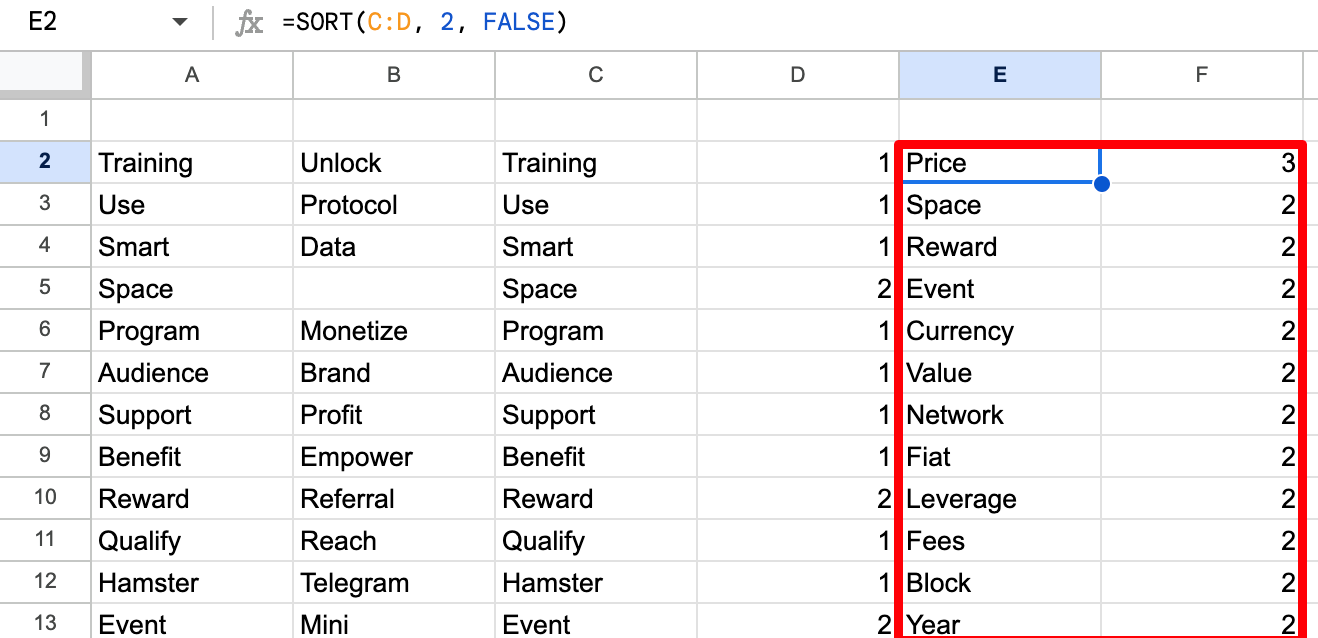 E2 fx =SORT(C:D, 2, FALSE)
A B C D E F
1
2 Training Unlock Training 1 Price 3
3 Use Protocol Use 1 Space 2
4 Smart Data Smart 1 Reward 2
5 Space Space 2 Event 2
6 Program Monetize Program 1 Currency 2
7 Audience Brand Audience 1 Value 2
8 Support Profit Support 1 Network 2
9 Benefit Empower Benefit 1 Fiat 2
10 Reward Referral Reward 2 Leverage 2
11 Qualify Reach Qualify 1 Fees 2
12 Hamster Telegram Hamster 1 Block 2
13 Event Mini Event 2 Year 2